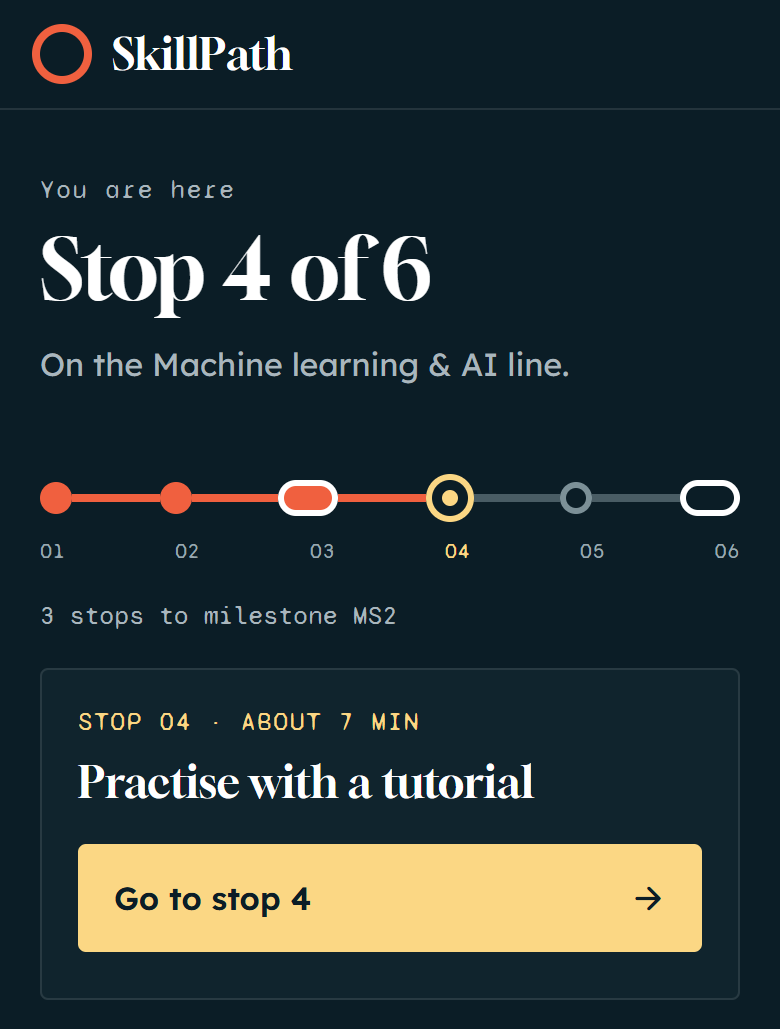 SkillPath
You are here
Stop 4 of 6
On the Machine learning & AI line.
01 02 03 04 05 06
3 stops to milestone MS2
STOP 04 · ABOUT 7 MIN
Practise with a tutorial
Go to stop 4 →